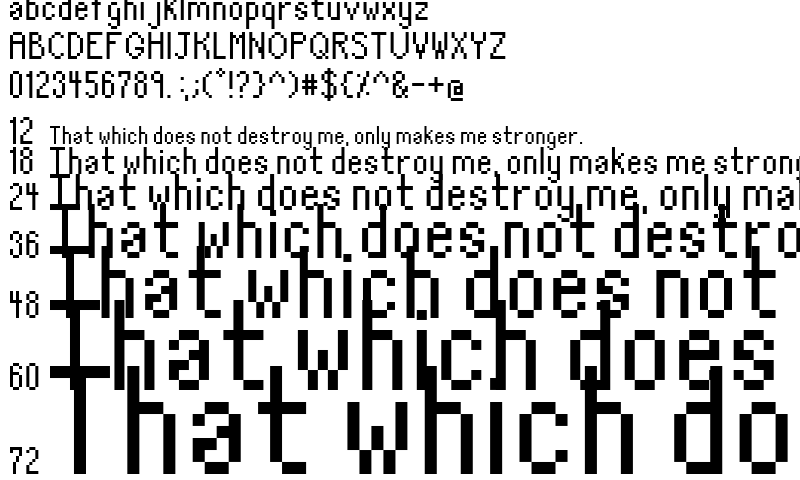 abcdefghijklmnopqrstuvwxyz
ABCDEFGHIJKLMNOPQRSTUVWXYZ
0123456789. :,;(*!?}^)#${%^&-+@
12 That which does not destroy me, only makes me stronger.
18 That which does not destroy me, only makes me strong
24 That which does not destroy me, only ma
36 That which does not destro
48 That which does not
60 That which does
72 That which do